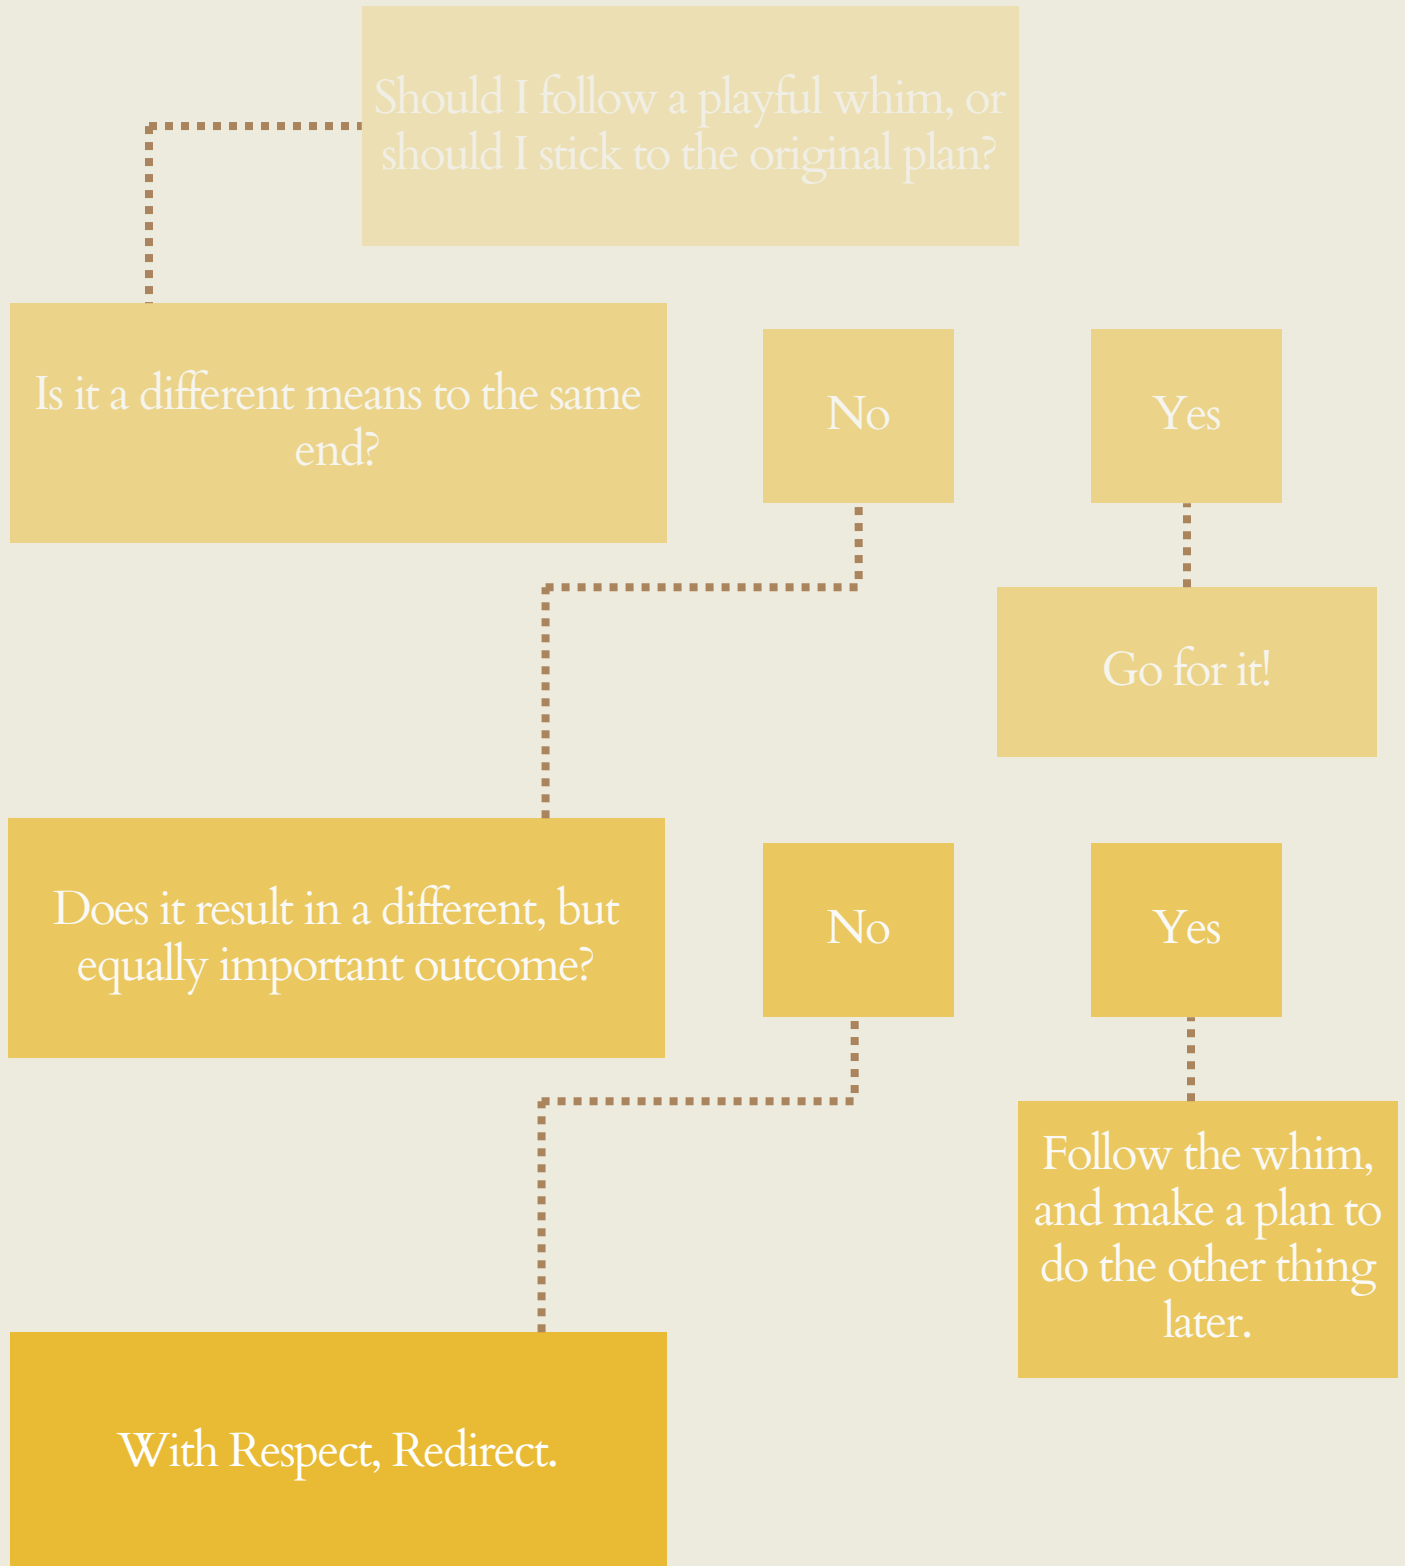 Should I follow a playful whim, or
should I stick to the original plan?
Is it a different means to the same
end?
No
Yes
Go for it!
Does it result in a different, but
equally important outcome?
No
Yes
Follow the whim,
and make a plan to
do the other thing
later.
With Respect, Redirect.